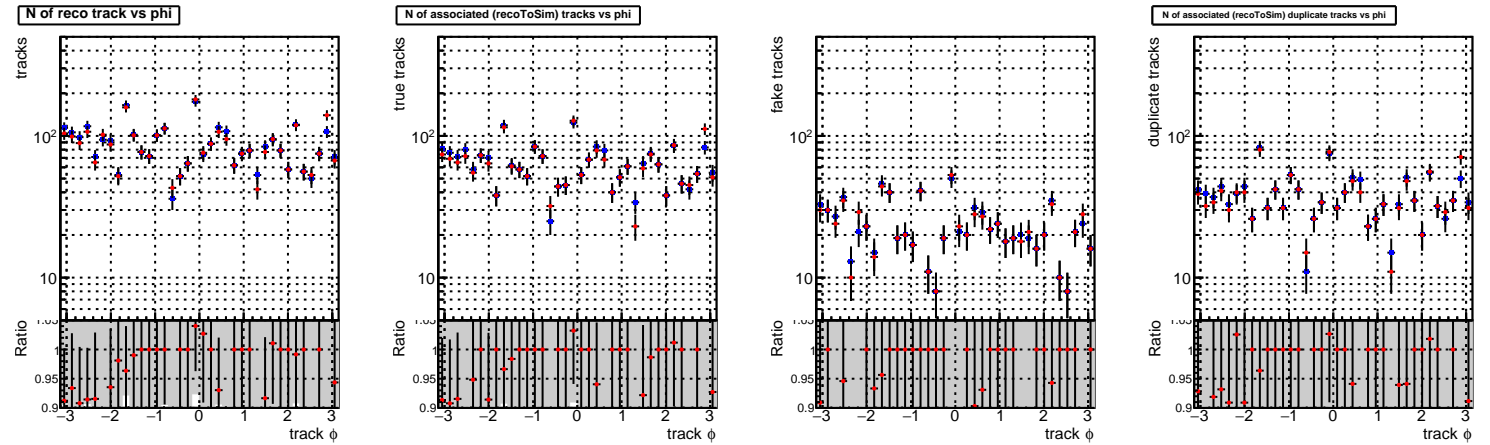 N of reco track vs phi
tracks
10²
10
Ratio
1
0.95
0.9
−3 −2 −1 0 1 2 3
track ϕ
N of associated (recoToSim) tracks vs phi
true tracks
10²
10
Ratio
1
0.95
0.9
−3 −2 −1 0 1 2 3
track ϕ
fake tracks
10²
10
Ratio
1
0.95
0.9
−3 −2 −1 0 1 2 3
track ϕ
N of associated (recoToSim) duplicate tracks vs phi
duplicate tracks
10²
10
Ratio
1
0.95
0.9
−3 −2 −1 0 1 2 3
track ϕ